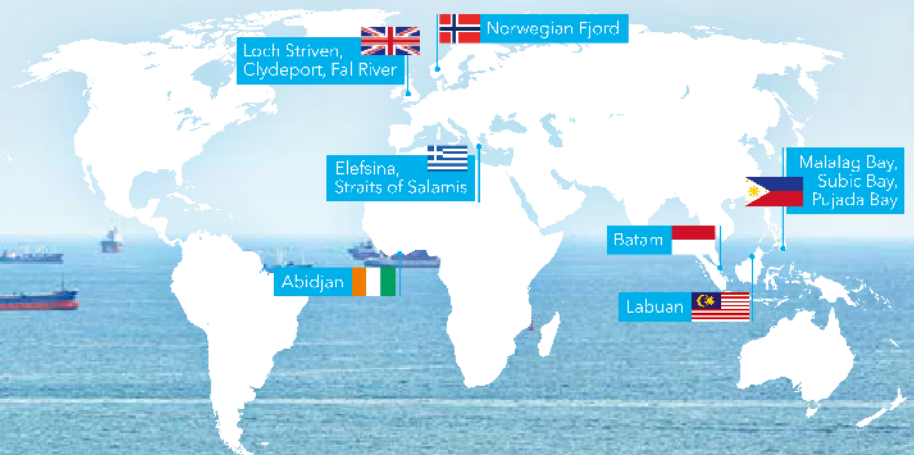 Norwegian Fjord
Loch Striven,
Clydeport, Fal River
Elefsina,
Straits of Salamis
Malalag Bay,
Subic Bay,
Pujada Bay
Batam
Abidjan
Labuan